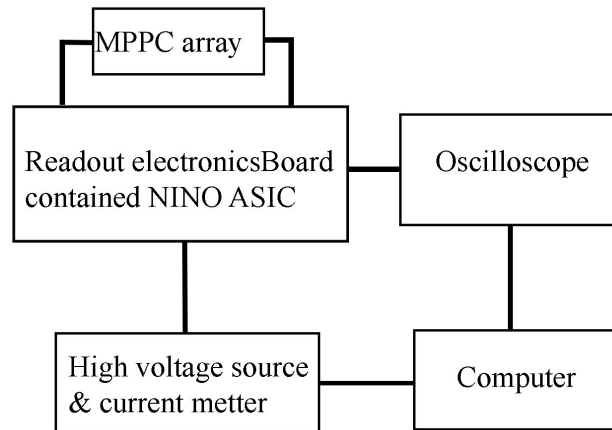 MPPC array
Readout electronicsBoard
contained NINO ASIC
Oscilloscope
High voltage source
& current metter
Computer